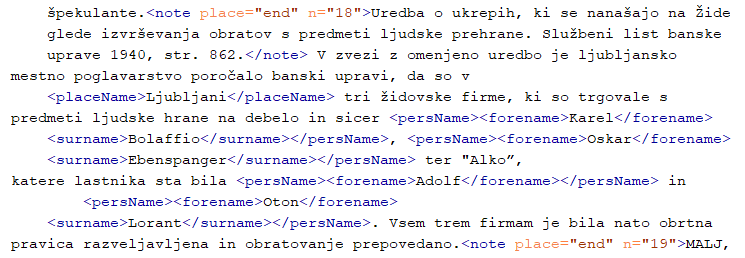 špekulante.<note place="end" n="18">Uredba o ukrepih, ki se nanašajo na Žide
glede izvrševanja obratov s predmeti ljudske prehrane. Službeni list banske
uprave 1940, str. 862.</note> V zvezi z omenjeno uredbo je ljubljansko
mestno poglavarstvo poročalo banski upravi, da so v
<placeName>Ljubljani</placeName> tri židovske firme, ki so trgovale s
predmeti ljudske hrane na debelo in sicer <persName><forename>Karel</forename>
<surname>Bolaffio</surname></persName>, <persName><forename>Oskar</forename>
<surname>Ebenspanger</surname></persName> ter "Alko”,
katere lastnika sta bila <persName><forename>Adolf</forename></persName> in
<persName><forename>Oton</forename>
<surname>Lorant</surname></persName>. Vsem trem firmam je bila nato obrtna
pravica razveljavljena in obratovanje prepovedano.<note place="end" n="19">MALJ,